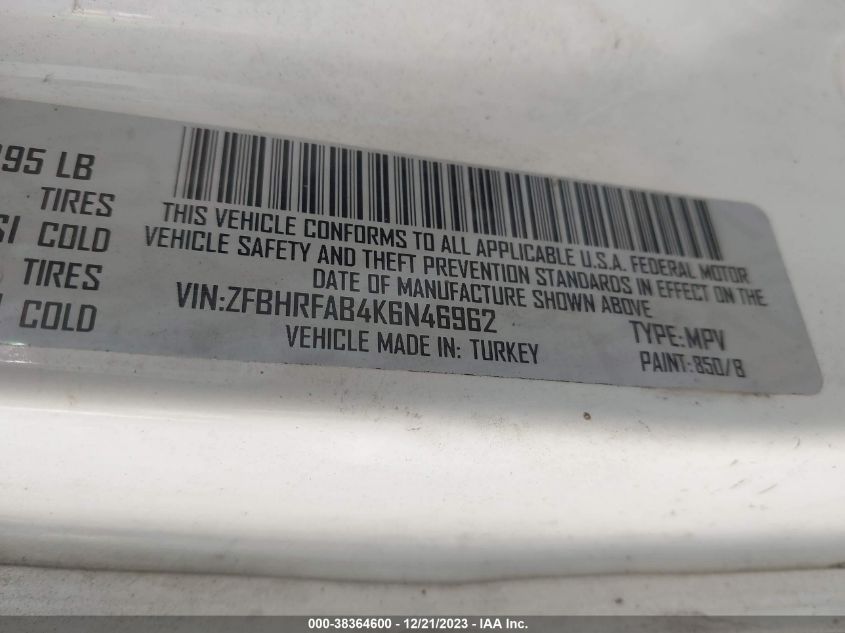 395 LB
TIRES
SI COLD
TIRES
COLD
THIS VEHICLE CONFORMS TO ALL APPLICABLE U.S.A. FEDERAL MOTOR
VEHICLE SAFETY AND THEFT PREVENTION STANDARDS IN EFFECT ON THE
DATE OF MANUFACTURE SHOWN ABOVE
VIN:ZFBHRFAB4K6N46962
TYPE:MPV
VEHICLE MADE IN: TURKEY
PAINT:850/B
000-38364600 - 12/21/2023 - IAA Inc.